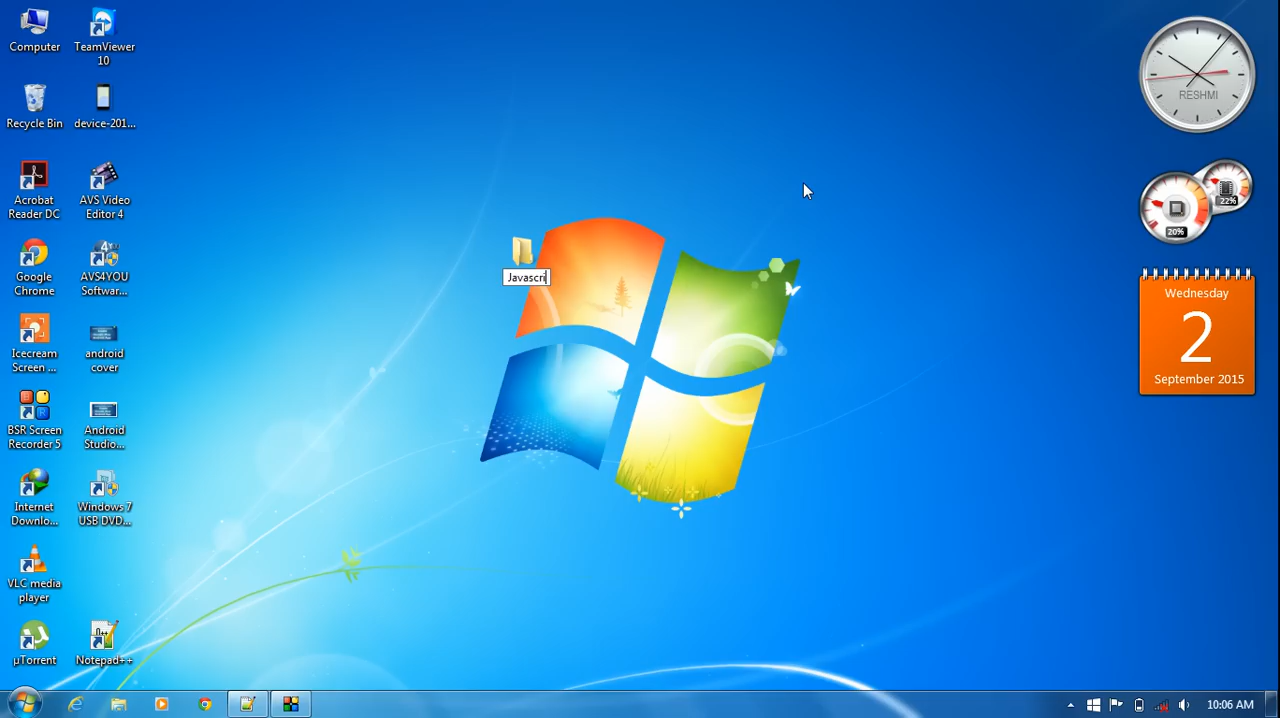 Computer
TeamViewer
10
Recycle Bin
device-201...
Acrobat
Reader DC
AVS Video
Editor 4
Google
Chrome
AVS4YOU
Softwar...
Icecream
Screen ...
android
cover
BSR Screen
Recorder 5
Android
Studio...
Internet
Downlo...
Windows 7
USB DVD...
VLC media
player
µTorrent
Notepad++
Javascri
RESHMI
22%
20%
Wednesday
2
September 2015
10:06 AM